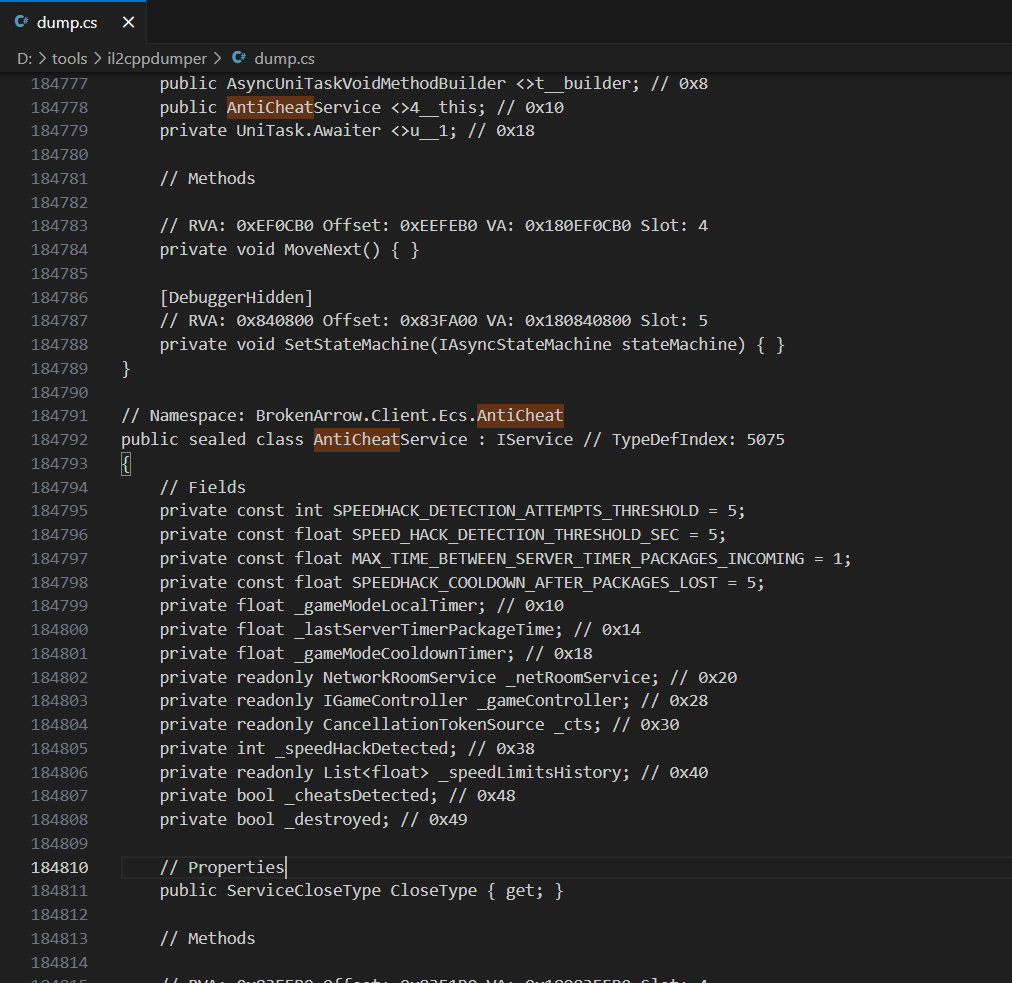 dump.cs
D: > tools > il2cppdumper > dump.cs
184777 public AsyncUniTaskVoidMethodBuilder <>t__builder; // 0x8
184778 public AntiCheatService <>4__this; // 0x10
184779 private UniTask.Awaiter <>u__1; // 0x18
184780
184781 // Methods
184782
184783 // RVA: 0xEF0CB0 Offset: 0xEEFEB0 VA: 0x180EF0CB0 Slot: 4
184784 private void MoveNext() { }
184785
184786 [DebuggerHidden]
184787 // RVA: 0x840800 Offset: 0x83FA00 VA: 0x180840800 Slot: 5
184788 private void SetStateMachine(IAsyncStateMachine stateMachine) { }
184789 }
184790
184791 // Namespace: BrokenArrow.Client.Ecs.AntiCheat
184792 public sealed class AntiCheatService : IService // TypeDefIndex: 5075
184793 {
184794 // Fields
184795 private const int SPEEDHACK_DETECTION_ATTEMPTS_THRESHOLD = 5;
184796 private const float SPEED_HACK_DETECTION_THRESHOLD_SEC = 5;
184797 private const float MAX_TIME_BETWEEN_SERVER_TIMER_PACKAGES_INCOMING = 1;
184798 private const float SPEEDHACK_COOLDOWN_AFTER_PACKAGES_LOST = 5;
184799 private float _gameModeLocalTimer; // 0x10
184800 private float _lastServerTimerPackageTime; // 0x14
184801 private float _gameModeCooldownTimer; // 0x18
184802 private readonly NetworkRoomService _netRoomService; // 0x20
184803 private readonly IGameController _gameController; // 0x28
184804 private readonly CancellationTokenSource _cts; // 0x30
184805 private int _speedHackDetected; // 0x38
184806 private readonly List<float> _speedLimitsHistory; // 0x40
184807 private bool _cheatsDetected; // 0x48
184808 private bool _destroyed; // 0x49
184809
184810 // Properties
184811 public ServiceCloseType CloseType { get; }
184812
184813 // Methods
184814